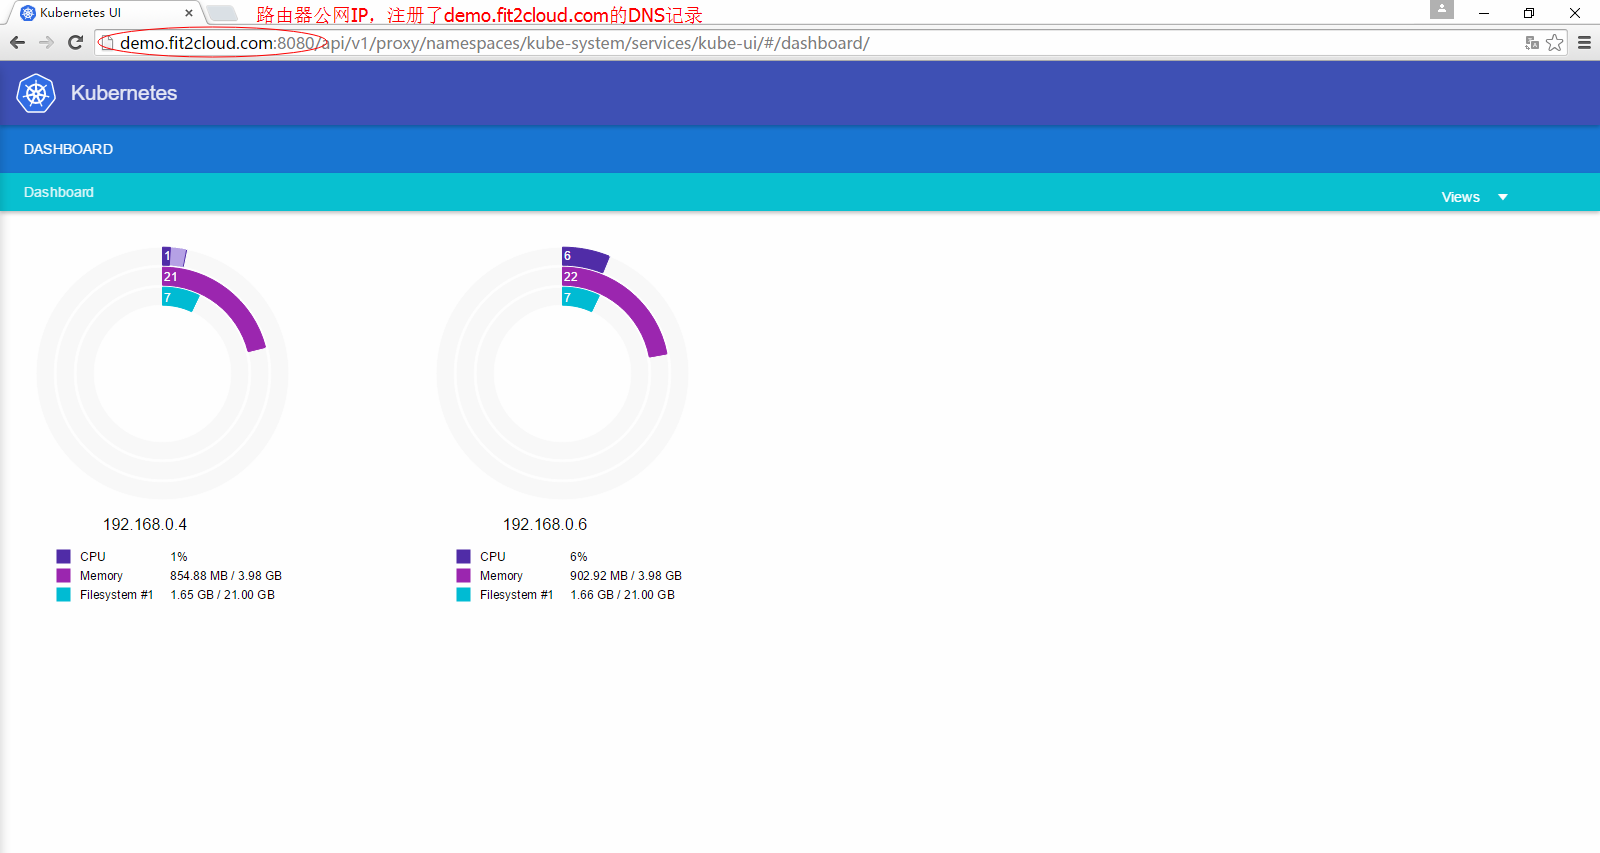 Kubernetes UI
路由器公网IP，注册了demo.fit2cloud.com的DNS记录
demo.fit2cloud.com:8080/api/v1/proxy/namespaces/kube-system/services/kube-ui/#/dashboard/
Kubernetes
DASHBOARD
Dashboard
Views
1
21
7
192.168.0.4
CPU 1%
Memory 854.88 MB / 3.98 GB
Filesystem #1 1.65 GB / 21.00 GB
6
22
7
192.168.0.6
CPU 6%
Memory 902.92 MB / 3.98 GB
Filesystem #1 1.66 GB / 21.00 GB